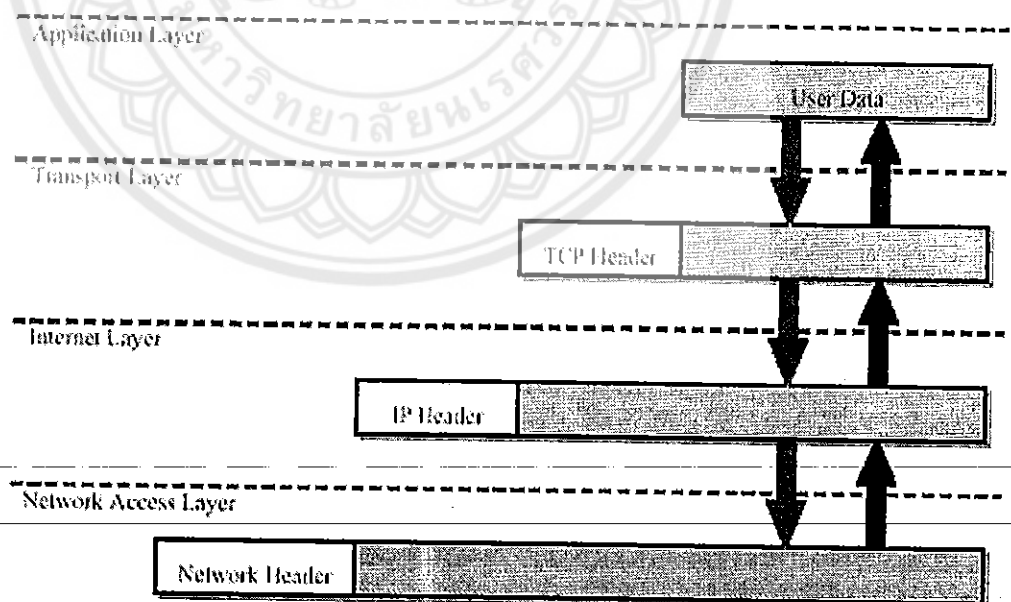 Application Layer
User Data
Transport Layer
TCP Header
Internet Layer
IP Header
Network Access Layer
Network Header